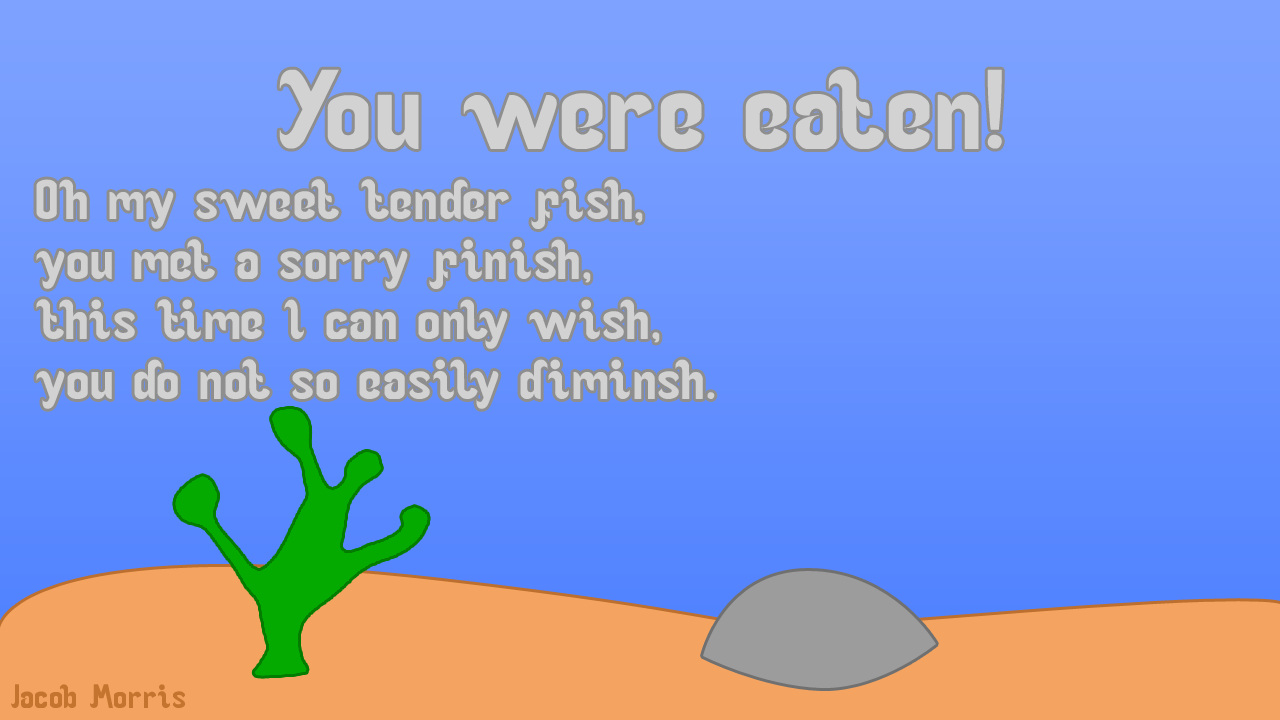 You were eaten!
Oh my sweet tender fish,
you met a sorry finish,
this time I can only wish,
you do not so easily diminsh.
Jacob Morris